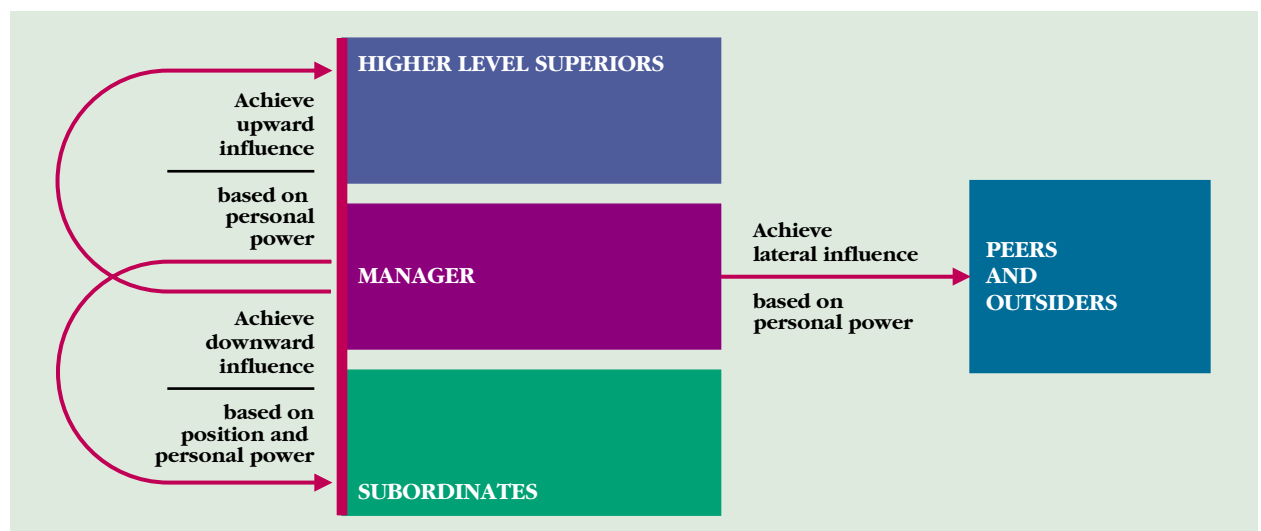 HIGHER LEVEL SUPERIORS
Achieve
upward
influence
based on
personal
power
MANAGER
Achieve
lateral influence
based on
personal power
PEERS
AND
OUTSIDERS
Achieve
downward
influence
based on
position and
personal power
SUBORDINATES